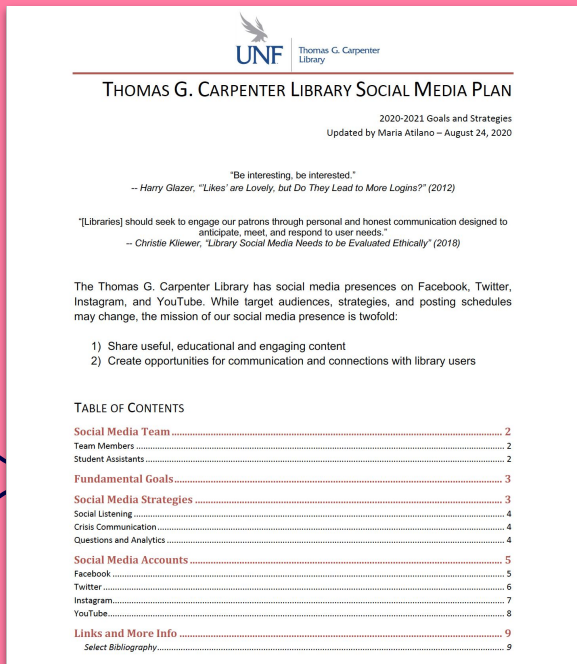 UNF
Thomas G. Carpenter
Library
THOMAS G. CARPENTER LIBRARY SOCIAL MEDIA PLAN
2020-2021 Goals and Strategies
Updated by Maria Atilano – August 24, 2020
"Be interesting, be interested."
-- Harry Glazer, "'Likes' are Lovely, but Do They Lead to More Logins?" (2012)
"[Libraries] should seek to engage our patrons through personal and honest communication designed to
anticipate, meet, and respond to user needs."
-- Christie Kliewer, "Library Social Media Needs to be Evaluated Ethically" (2018)
The Thomas G. Carpenter Library has social media presences on Facebook, Twitter,
Instagram, and YouTube. While target audiences, strategies, and posting schedules
may change, the mission of our social media presence is twofold:
1) Share useful, educational and engaging content
2) Create opportunities for communication and connections with library users
TABLE OF CONTENTS
Social Media Team 2
Team Members 2
Student Assistants 2
Fundamental Goals 3
Social Media Strategies 3
Social Listening 4
Crisis Communication 4
Questions and Analytics 4
Social Media Accounts 5
Facebook 5
Twitter 6
Instagram 7
YouTube 8
Links and More Info 9
Select Bibliography 9